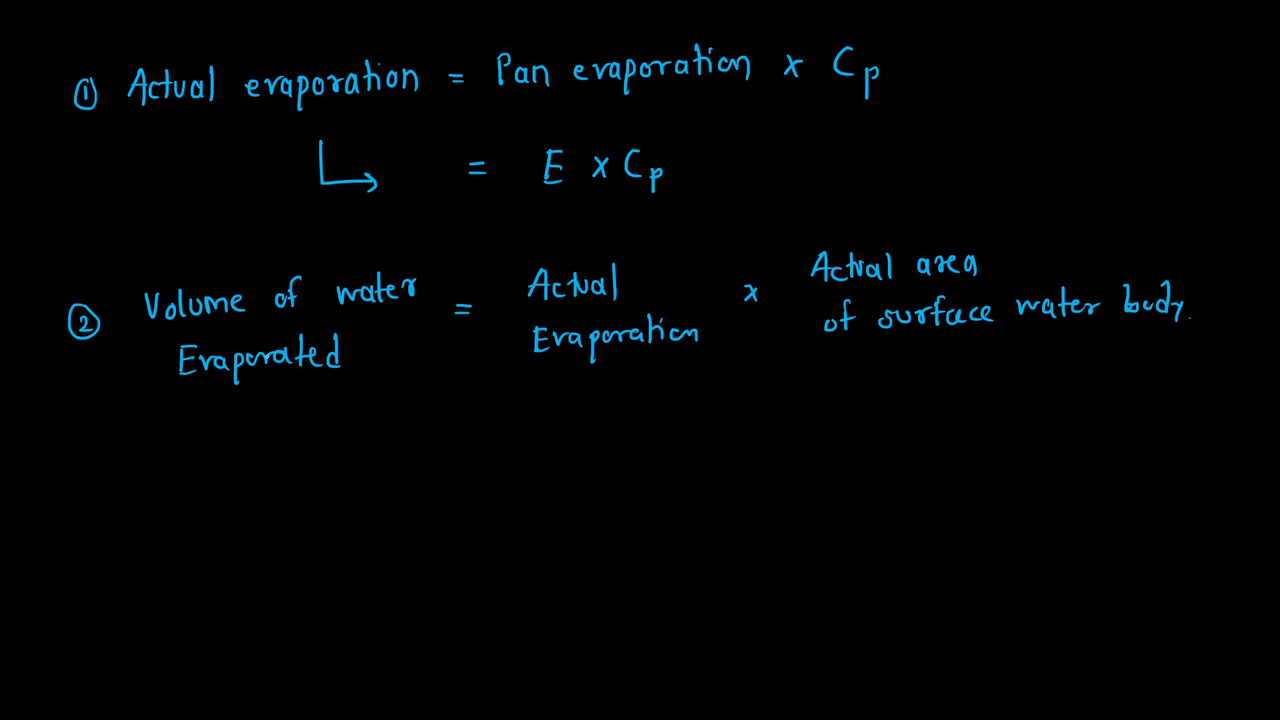 ① Actual evaporation = Pan evaporation × Cp
= E × Cp
② Volume of water Evaporated = Actual Evaporation × Actual area of surface water body.